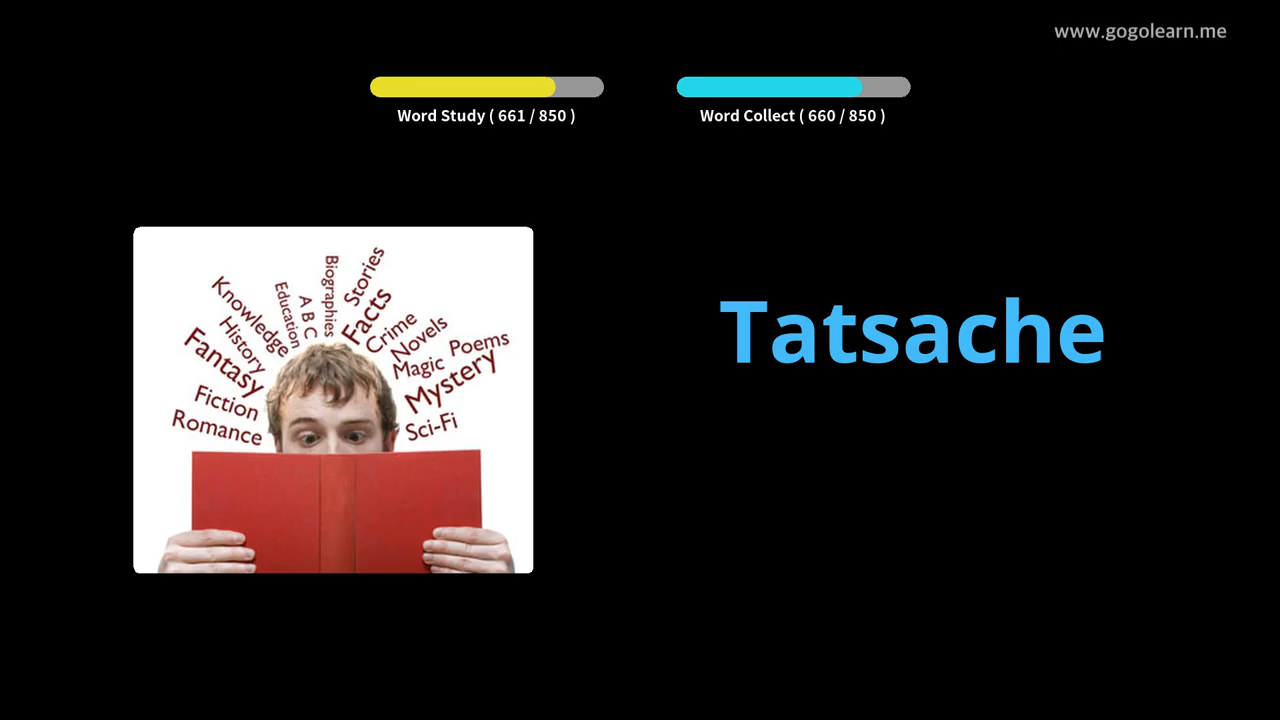 www.gogolearn.me
Word Study ( 661 / 850 )
Word Collect ( 660 / 850 )
Tatsache
Romance
Fiction
Fantasy
History
Knowledge
Education
A B C
Biographies
Stories
Facts
Crime
Novels
Magic
Poems
Mystery
Sci-Fi